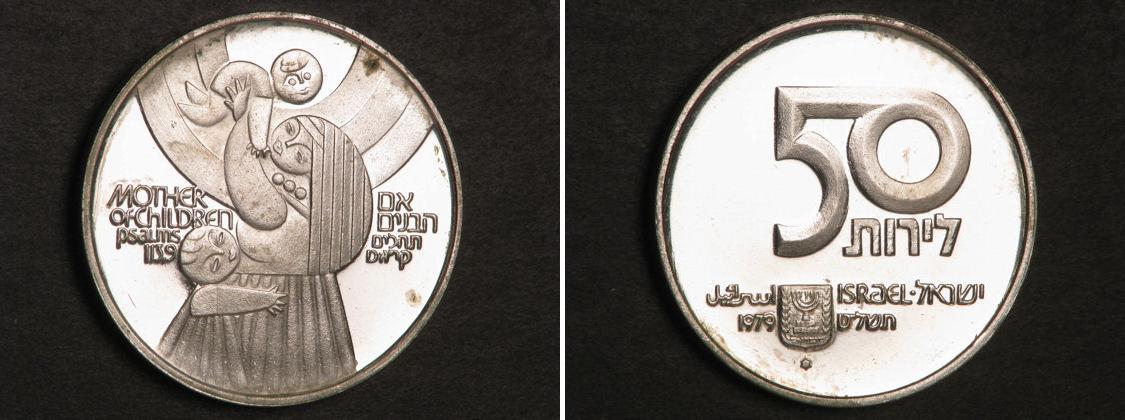 MOTHER
OF CHILDREN
psalms
113.9
אם
הבנים
תהלים
קי"ג ט
50
לירות
اسرائيل
ISRAEL·ישראל
1979
תשל"ט